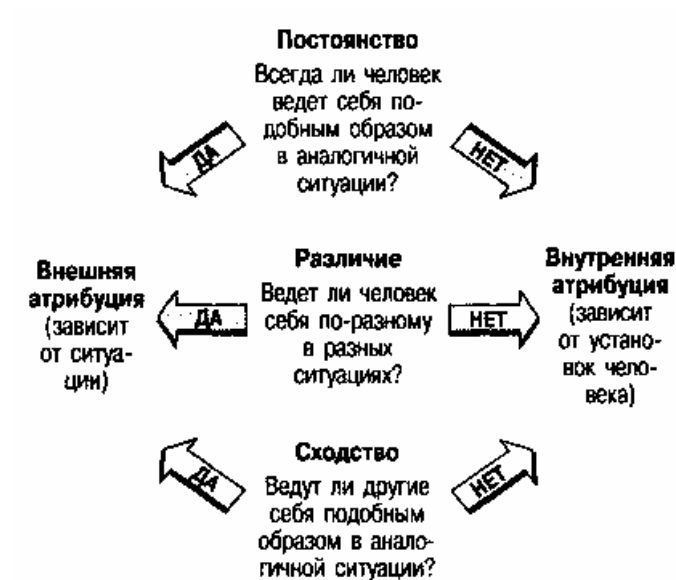 Постоянство
Всегда ли человек
ведет себя по-
добным образом
в аналогичной
ситуации?
ДА
НЕТ
Внешняя
атрибуция
(зависит
от ситуа-
ции)
ДА
Различие
Ведет ли человек
себя по-разному
в разных
ситуациях?
НЕТ
Внутренняя
атрибуция
(зависит
от устано-
вок чело-
века)
ДА
НЕТ
Сходство
Ведут ли другие
себя подобным
образом в анало-
гичной ситуации?